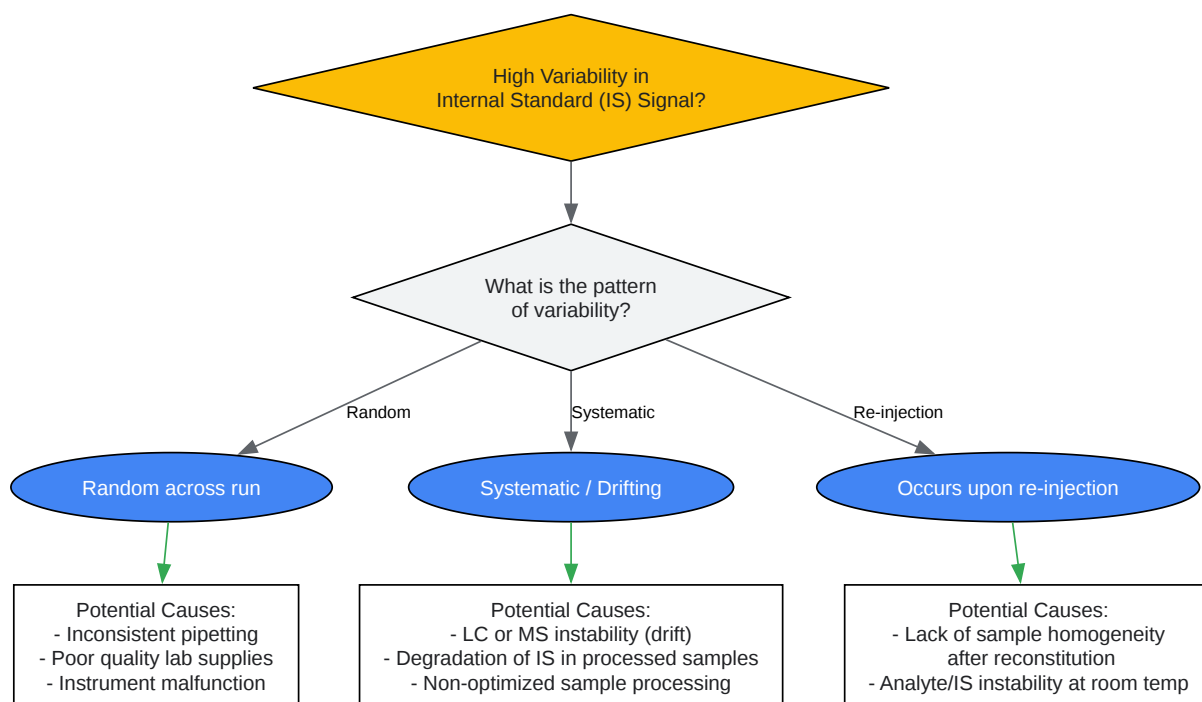 High Variability in
Internal Standard (IS) Signal?
What is the pattern
of variability?
Random
Systematic
Re-injection
Random across run
Systematic / Drifting
Occurs upon re-injection
Potential Causes:
- Inconsistent pipetting
- Poor quality lab supplies
- Instrument malfunction
Potential Causes:
- LC or MS instability (drift)
- Degradation of IS in processed samples
- Non-optimized sample processing
Potential Causes:
- Lack of sample homogeneity
after reconstitution
- Analyte/IS instability at room temp